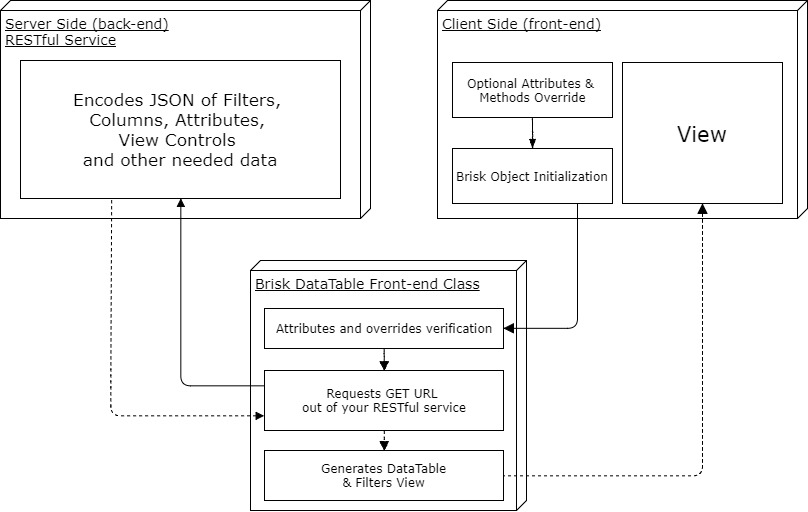 Server Side (back-end)
RESTful Service
Encodes JSON of Filters,
Columns, Attributes,
View Controls
and other needed data
Client Side (front-end)
Optional Attributes &
Methods Override
Brisk Object Initialization
View
Brisk DataTable Front-end Class
Attributes and overrides verification
Requests GET URL
out of your RESTful service
Generates DataTable
& Filters View